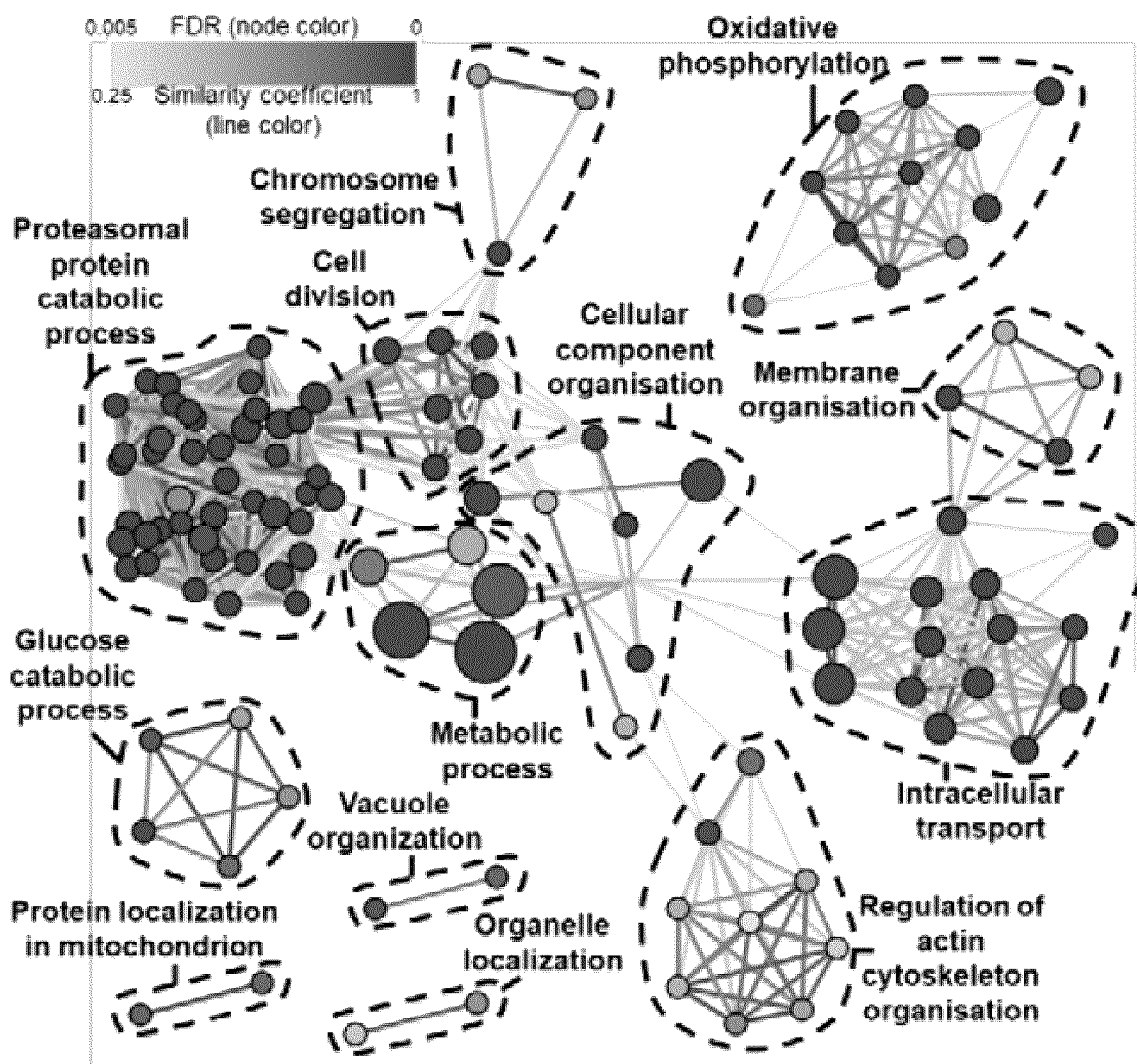 0.005 FDR (node color) 0
0.25 Similarity coefficient 1
(line color)
Oxidative
phosphorylation
Chromosome
segregation
Proteasomal
protein
catabolic
process
Cell
division
Cellular
component
organisation
Membrane
organisation
Glucose
catabolic
process
Metabolic
process
Intracellular
transport
Vacuole
organization
Protein localization
in mitochondrion
Organelle
localization
Regulation of
actin
cytoskeleton
organisation